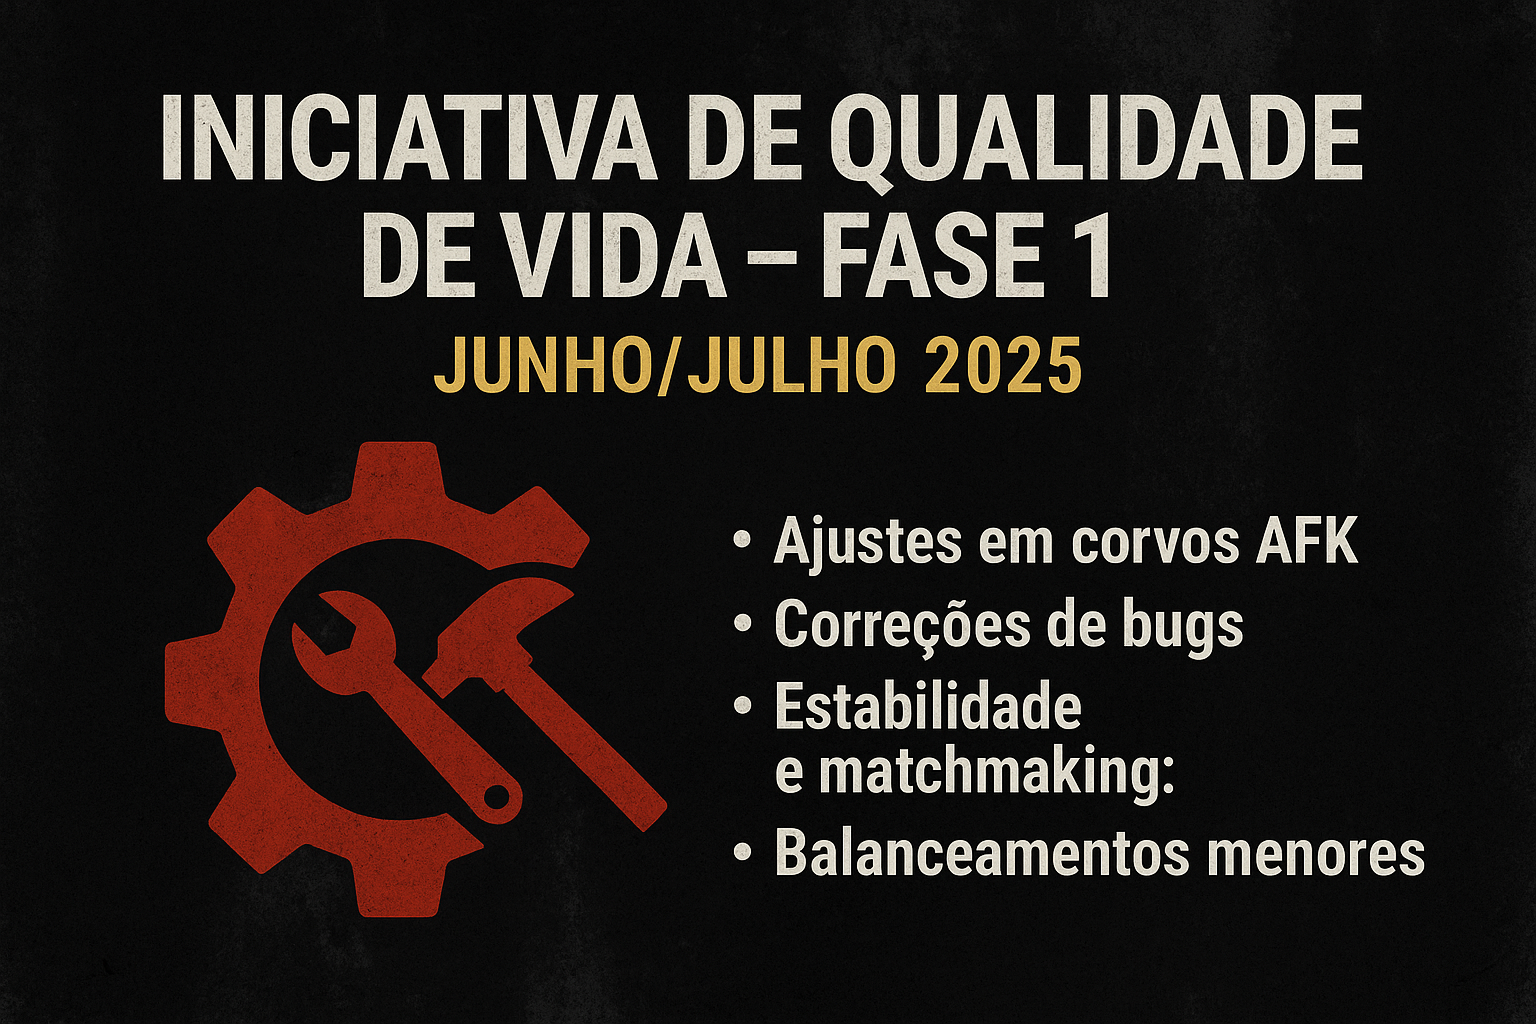 INICIATIVA DE QUALIDADE
DE VIDA – FASE 1
JUNHO/JULHO 2025
• Ajustes em corvos AFK
• Correções de bugs
• Estabilidade
e matchmaking:
• Balanceamentos menores